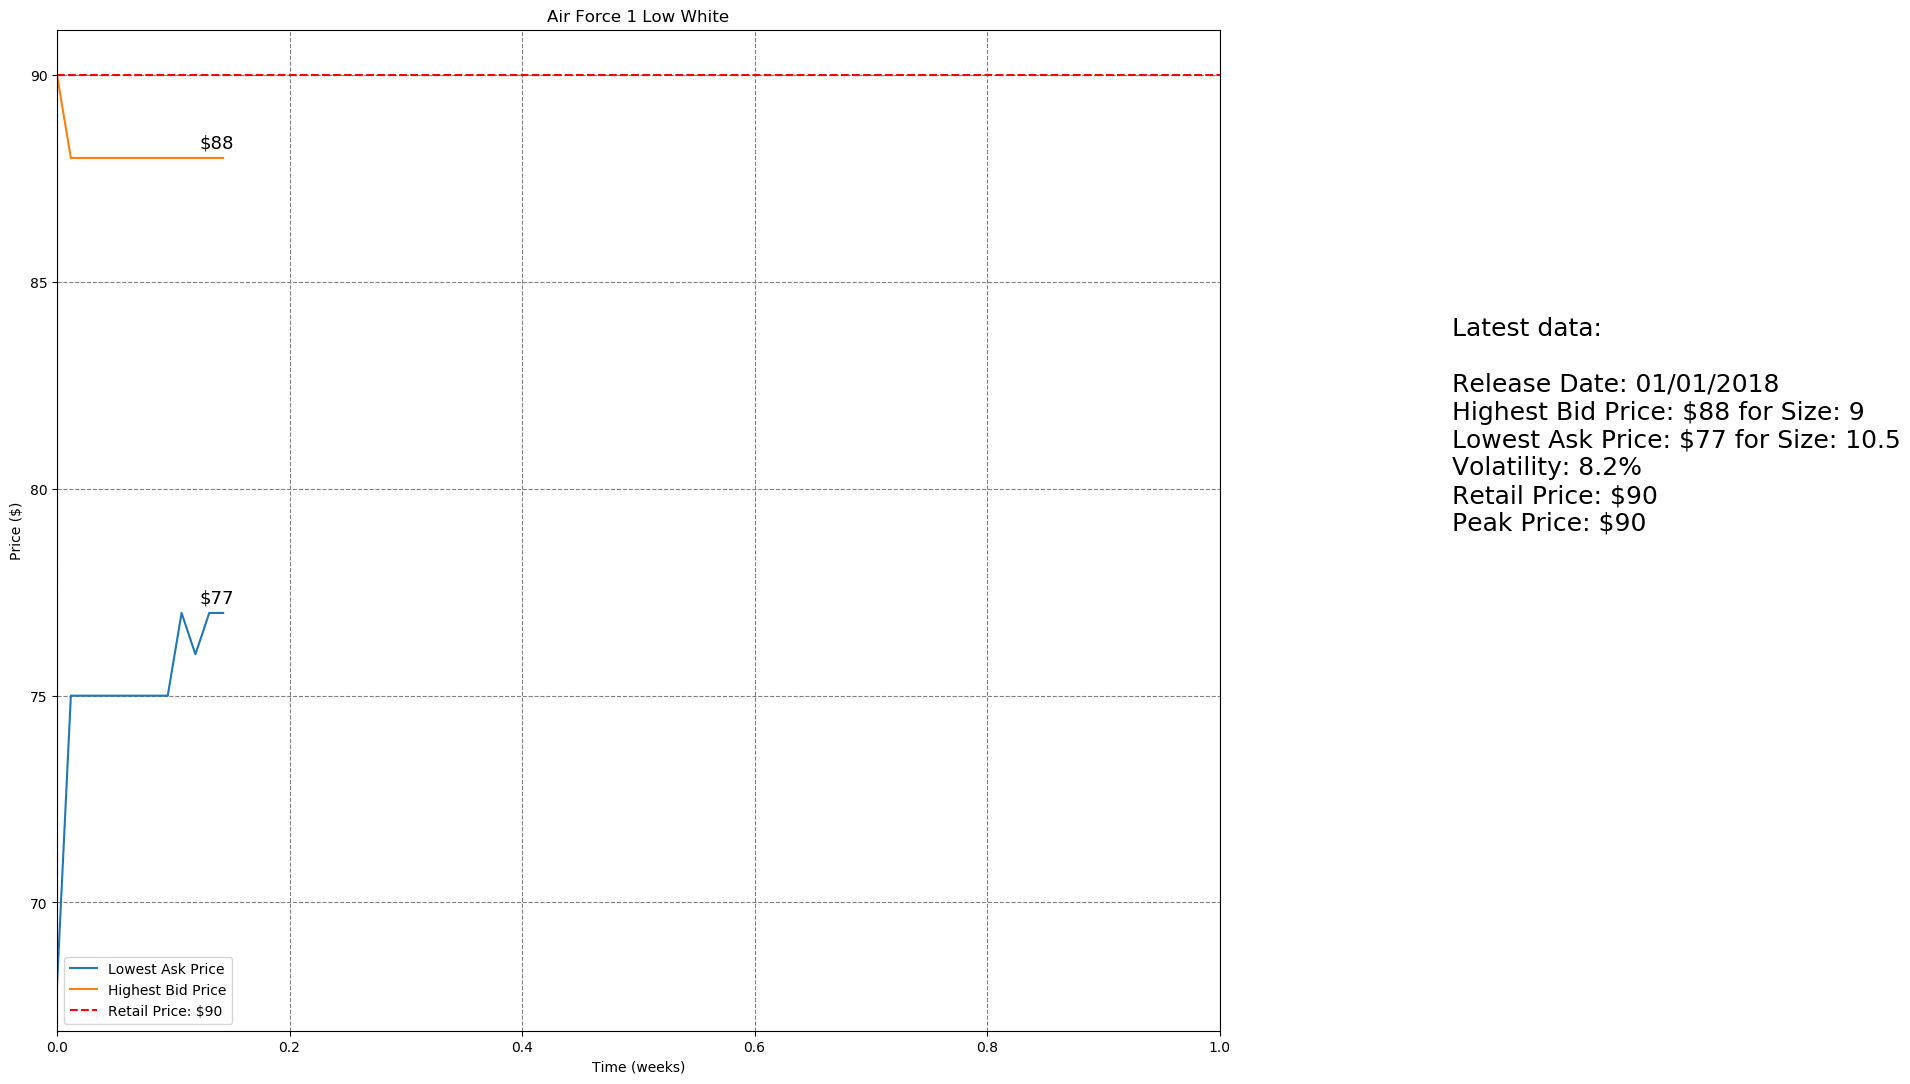 Air Force 1 Low White
90
85
80
75
70
Price ($)
$88
$77
Lowest Ask Price
Highest Bid Price
Retail Price: $90
0.0 0.2 0.4 0.6 0.8 1.0
Time (weeks)
Latest data:
Release Date: 01/01/2018
Highest Bid Price: $88 for Size: 9
Lowest Ask Price: $77 for Size: 10.5
Volatility: 8.2%
Retail Price: $90
Peak Price: $90